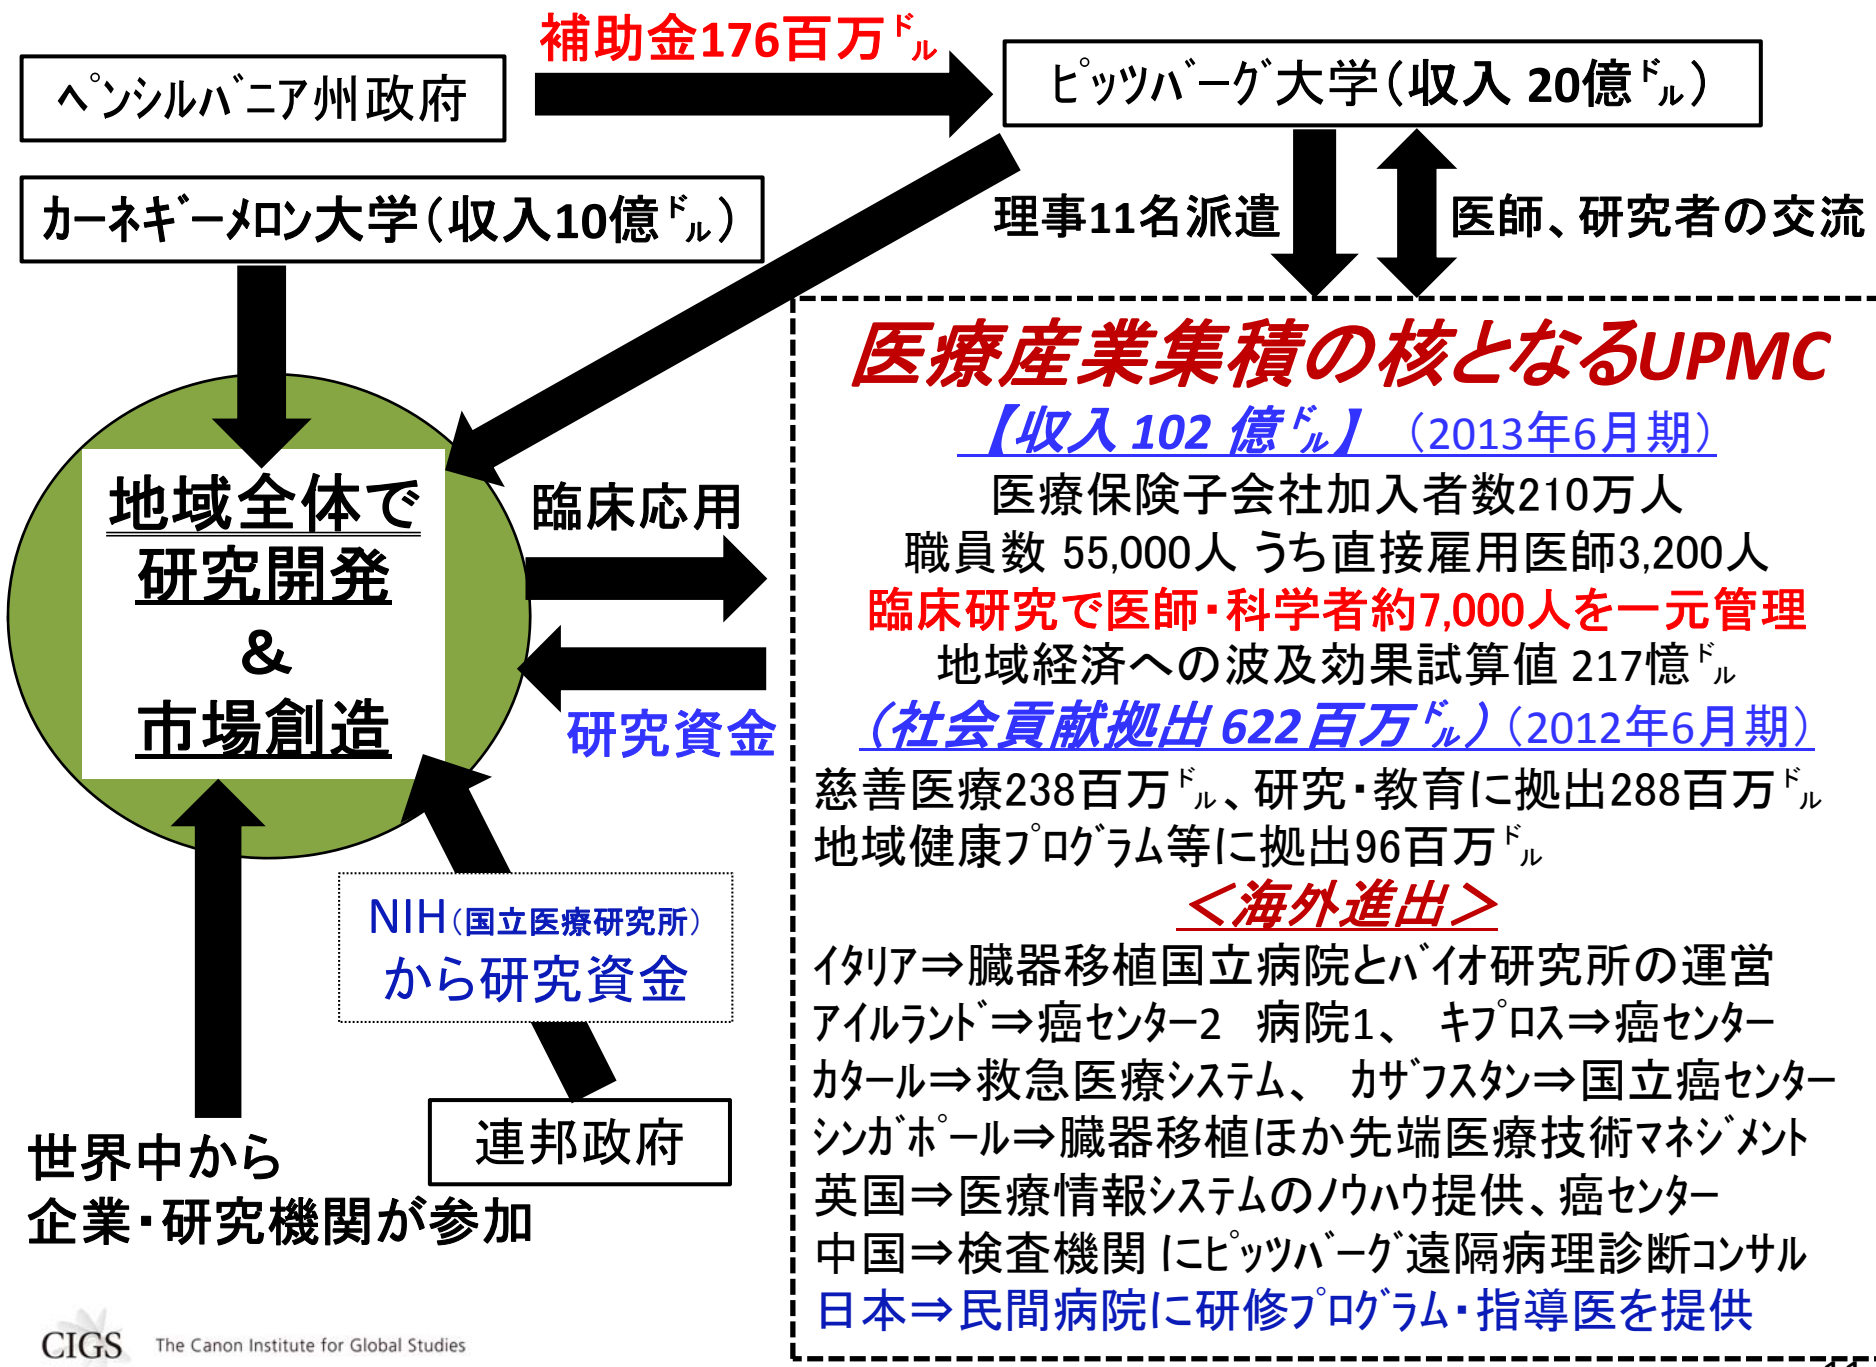 補助金176百万ドル
ペンシルバニア州政府
ピッツバーグ大学(収入 20億ドル)
カーネギーメロン大学(収入10億ドル)
理事11名派遣
医師、研究者の交流
医療産業集積の核となるUPMC
【収入 102 億ドル】 (2013年6月期)
医療保険子会社加入者数210万人
職員数 55,000人 うち直接雇用医師3,200人
臨床研究で医師・科学者約7,000人を一元管理
地域経済への波及効果試算値 217憶ドル
(社会貢献拠出 622百万ドル) (2012年6月期)
慈善医療238百万ドル、研究・教育に拠出288百万ドル
地域健康プログラム等に拠出96百万ドル
<海外進出>
イタリア⇒臓器移植国立病院とバイオ研究所の運営
アイルランド⇒癌センター2 病院1、 キプロス⇒癌センター
カタール⇒救急医療システム、 カザフスタン⇒国立癌センター
シンガポール⇒臓器移植ほか先端医療技術マネジメント
英国⇒医療情報システムのノウハウ提供、癌センター
中国⇒検査機関 にピッツバーグ遠隔病理診断コンサル
日本⇒民間病院に研修プログラム・指導医を提供
地域全体で
研究開発
&
市場創造
臨床応用
研究資金
NIH(国立医療研究所)
から研究資金
連邦政府
世界中から
企業・研究機関が参加
CIGS The Canon Institute for Global Studies